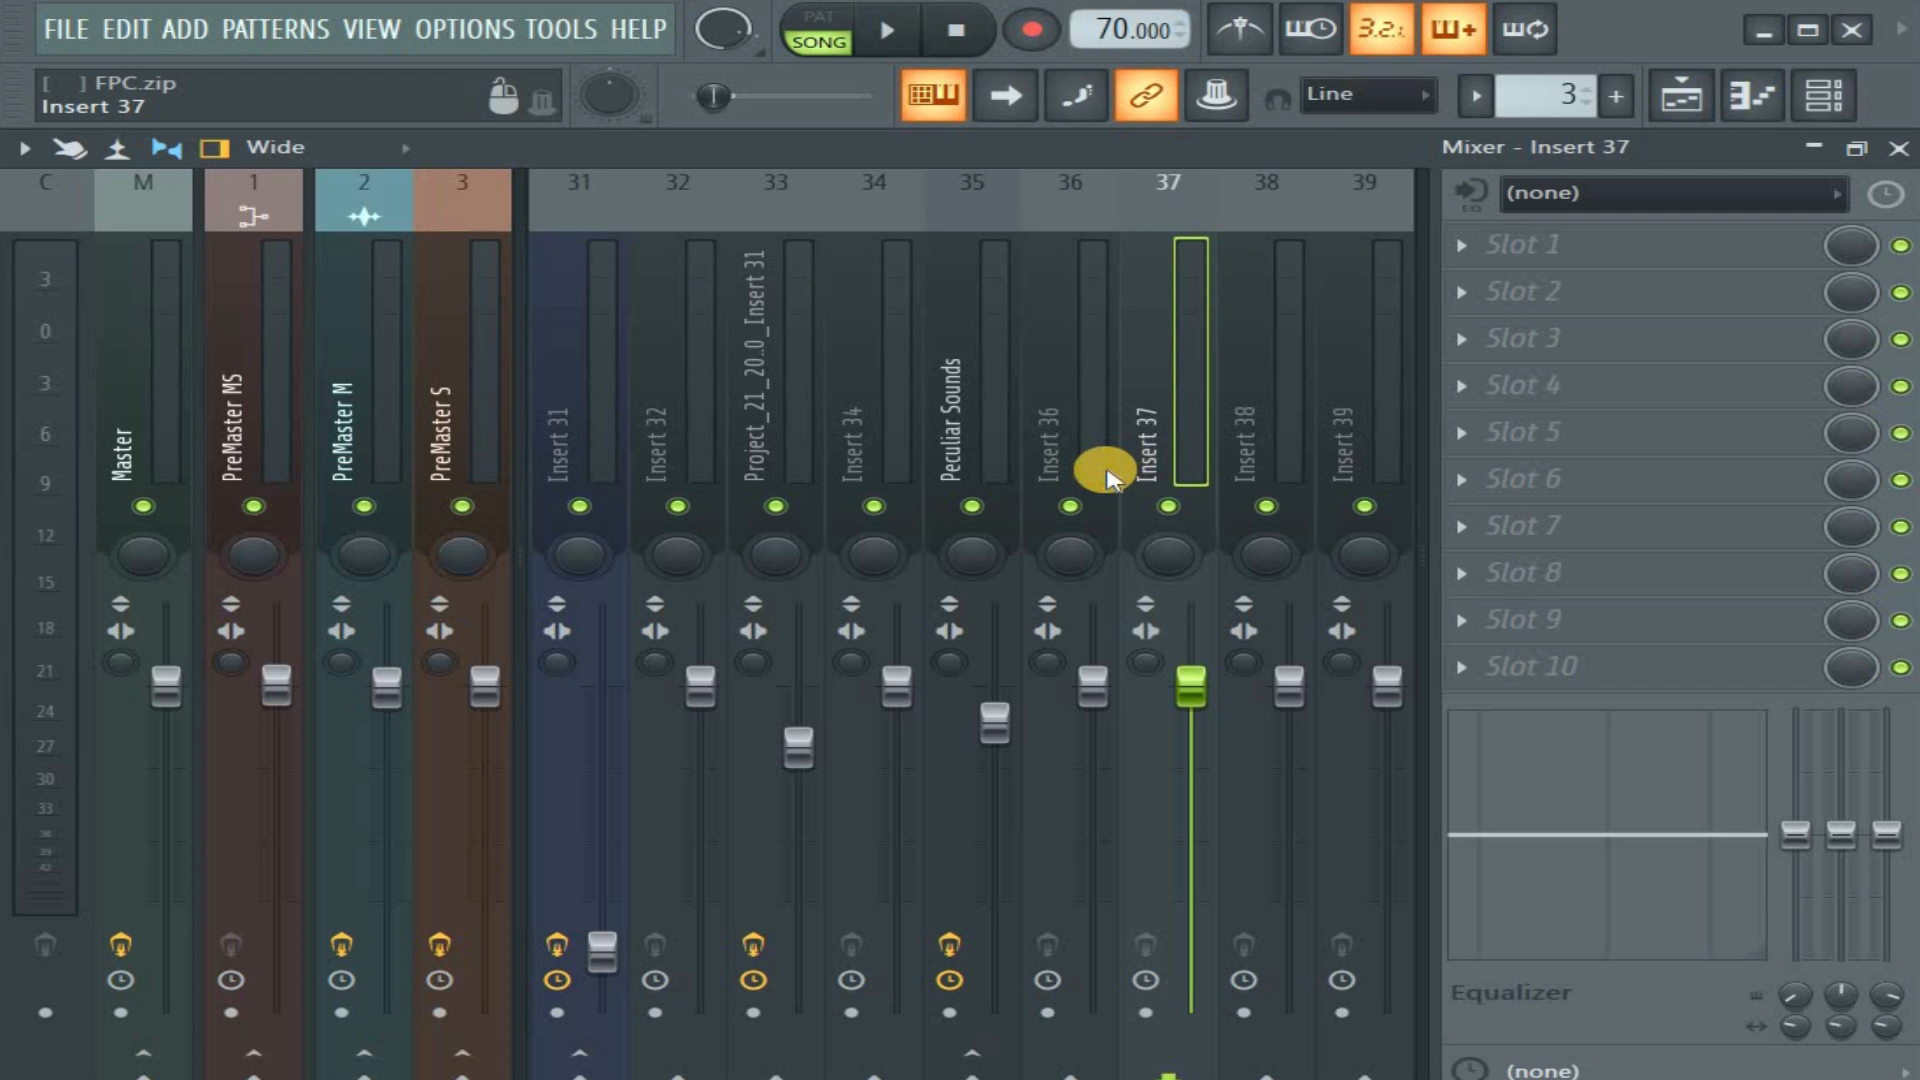 FILE EDIT ADD PATTERNS VIEW OPTIONS TOOLS HELP
PAT
SONG
70.000
3.2.
[ ] FPC.zip
Insert 37
Line
3
Wide
Mixer - Insert 37
C M 1 2 3 31 32 33 34 35 36 37 38 39
(none)
EQ
Slot 1
Slot 2
Slot 3
Slot 4
Slot 5
Slot 6
Slot 7
Slot 8
Slot 9
Slot 10
3
0
3
6
9
12
15
18
21
24
27
30
33
36
39
42
Master
PreMaster MS
PreMaster M
PreMaster S
Insert 31
Insert 32
Project_21_20..0_Insert 31
Insert 34
Peculiar Sounds
Insert 36
Insert 37
Insert 38
Insert 39
Equalizer
(none)